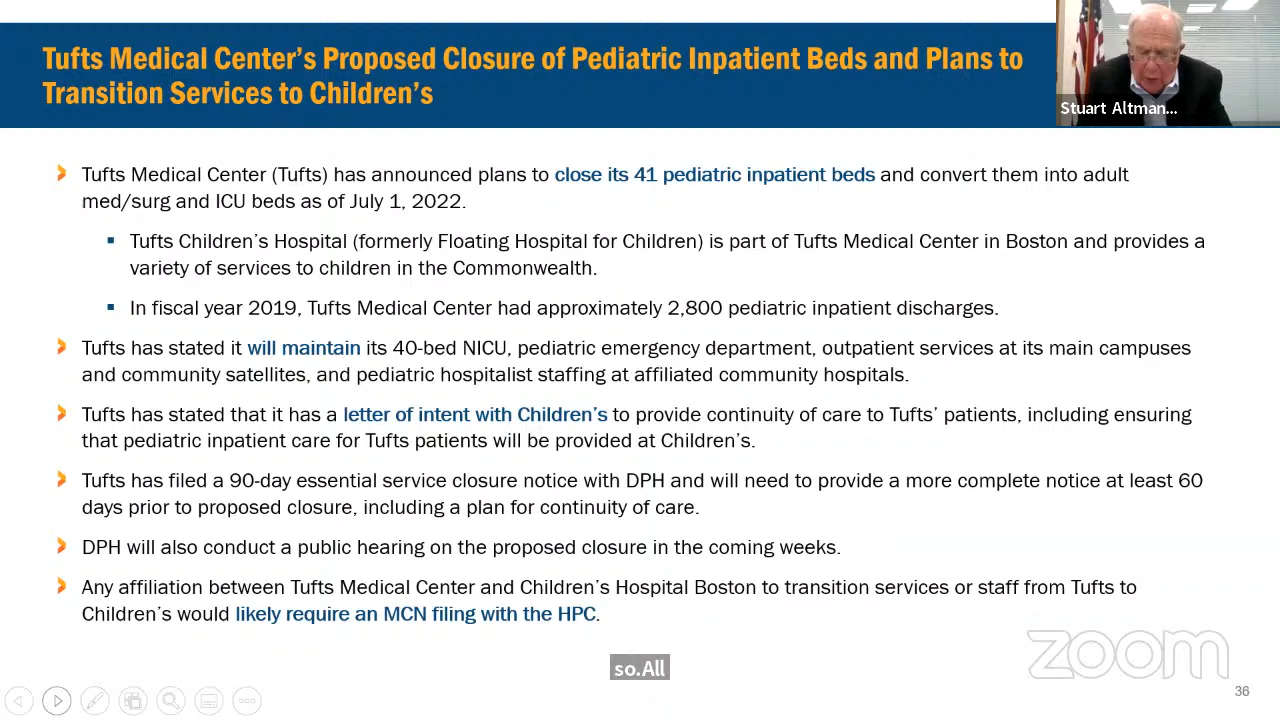 Tufts Medical Center's Proposed Closure of Pediatric Inpatient Beds and Plans to
Transition Services to Children's
Stuart Altman...
Tufts Medical Center (Tufts) has announced plans to close its 41 pediatric inpatient beds and convert them into adult
med/surg and ICU beds as of July 1, 2022.
Tufts Children's Hospital (formerly Floating Hospital for Children) is part of Tufts Medical Center in Boston and provides a
variety of services to children in the Commonwealth.
In fiscal year 2019, Tufts Medical Center had approximately 2,800 pediatric inpatient discharges.
Tufts has stated it will maintain its 40-bed NICU, pediatric emergency department, outpatient services at its main campuses
and community satellites, and pediatric hospitalist staffing at affiliated community hospitals.
Tufts has stated that it has a letter of intent with Children's to provide continuity of care to Tufts' patients, including ensuring
that pediatric inpatient care for Tufts patients will be provided at Children's.
Tufts has filed a 90-day essential service closure notice with DPH and will need to provide a more complete notice at least 60
days prior to proposed closure, including a plan for continuity of care.
DPH will also conduct a public hearing on the proposed closure in the coming weeks.
Any affiliation between Tufts Medical Center and Children's Hospital Boston to transition services or staff from Tufts to
Children's would likely require an MCN filing with the HPC.
so.All
zoom
36